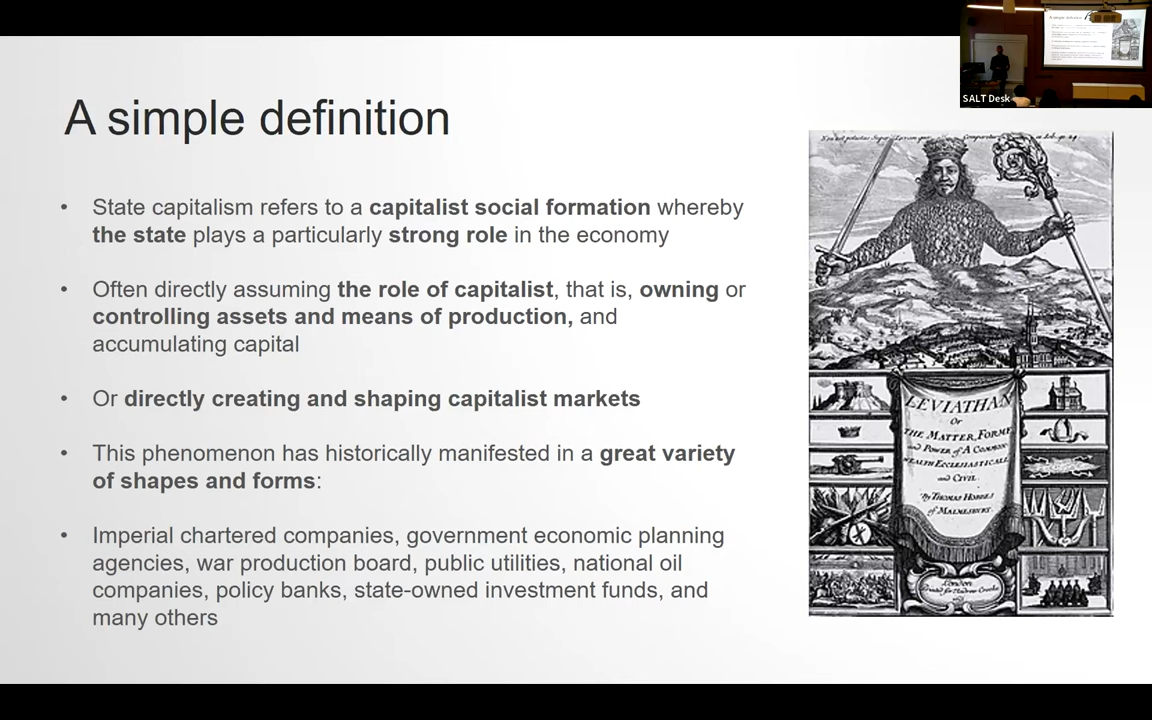 SALT Desk
A simple definition
• State capitalism refers to a capitalist social formation whereby
the state plays a particularly strong role in the economy
• Often directly assuming the role of capitalist, that is, owning or
controlling assets and means of production, and
accumulating capital
• Or directly creating and shaping capitalist markets
• This phenomenon has historically manifested in a great variety
of shapes and forms:
• Imperial chartered companies, government economic planning
agencies, war production board, public utilities, national oil
companies, policy banks, state-owned investment funds, and
many others
LEVIATHAN
Or
THE MATTER, FORME
and POWER of A COMMON
WEALTH ECCLESIASTICALL
and CIVIL.
By THOMAS HOBBES
of MALMESBURY.
London